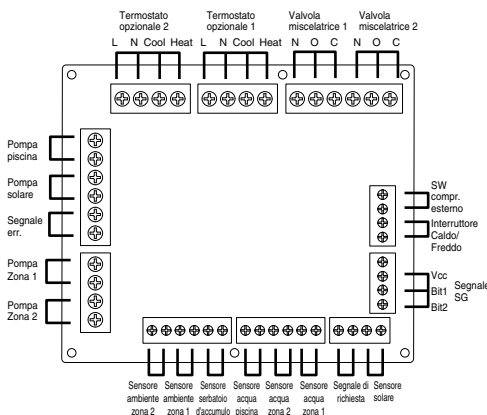 Termostato opzionale 2
Termostato opzionale 1
Valvola miscelatrice 1
Valvola miscelatrice 2
L N Cool Heat
L N Cool Heat
N O C
N O C
Pompa piscina
Pompa solare
Segnale err.
Pompa Zona 1
Pompa Zona 2
SW compr. esterno
Interruttore Caldo/ Freddo
Vcc
Bit1
Bit2
Segnale SG
Sensore ambiente zona 2
Sensore ambiente zona 1
Sensore serbatoio d'accumulo
Sensore acqua piscina
Sensore acqua zona 2
Sensore acqua zona 1
Segnale di richiesta
Sensore solare